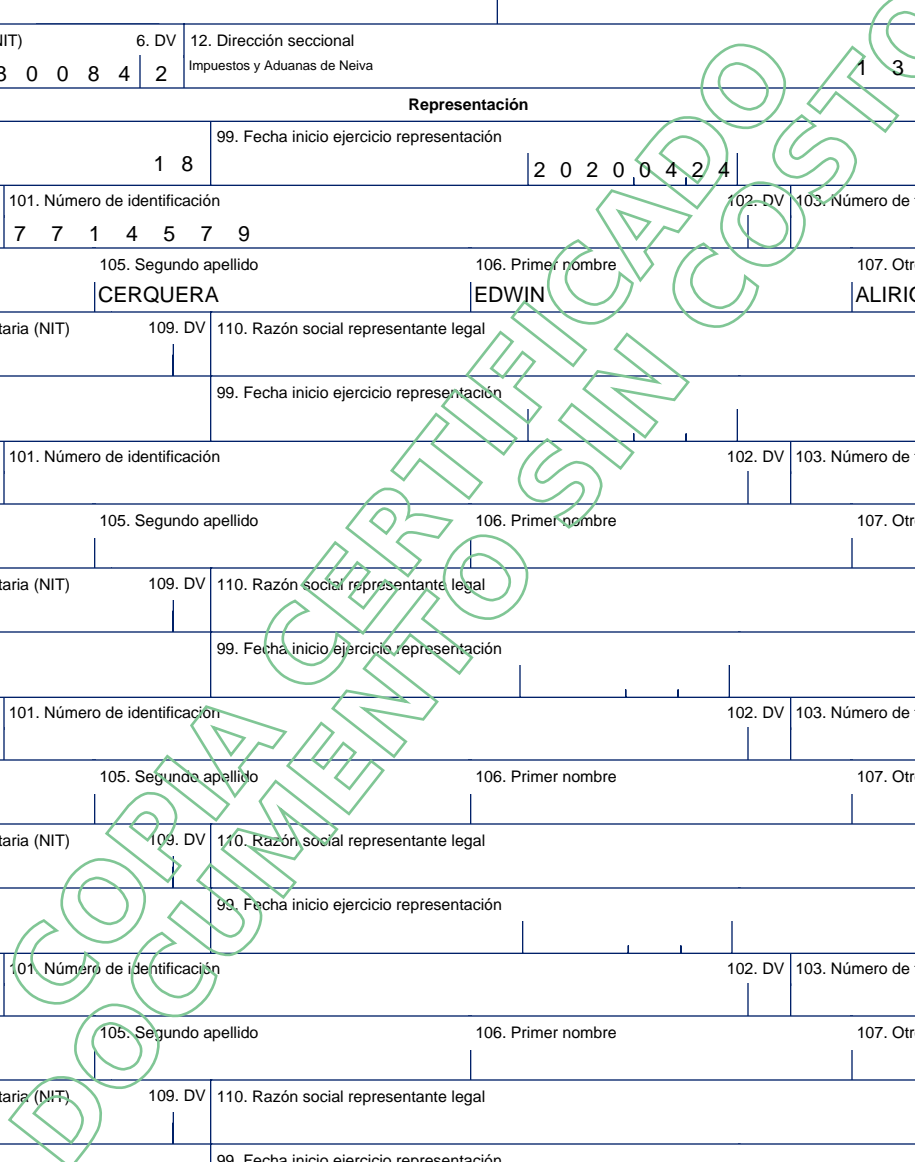 NIT) 6. DV 12. Dirección seccional
0 0 8 4 2 Impuestos y Aduanas de Neiva 1 3
Representación
99. Fecha inicio ejercicio representación
1 8 2 0 2 0 0 4 2 4
101. Número de identificación 102. DV 103. Número de
7 7 1 4 5 7 9
105. Segundo apellido 106. Primer nombre 107. Otr
CERQUERA EDWIN ALIRIO
taria (NIT) 109. DV 110. Razón social representante legal
99. Fecha inicio ejercicio representación
101. Número de identificación 102. DV 103. Número de
105. Segundo apellido 106. Primer nombre 107. Otr
taria (NIT) 109. DV 110. Razón social representante legal
99. Fecha inicio ejercicio representación
101. Número de identificación 102. DV 103. Número de
105. Segundo apellido 106. Primer nombre 107. Otr
taria (NIT) 109. DV 110. Razón social representante legal
99. Fecha inicio ejercicio representación
101. Número de identificación 102. DV 103. Número de
105. Segundo apellido 106. Primer nombre 107. Otr
taria (NIT) 109. DV 110. Razón social representante legal
99. Fecha inicio ejercicio representación
COPIA CERTIFICADO
DOCUMENTO SIN COSTO